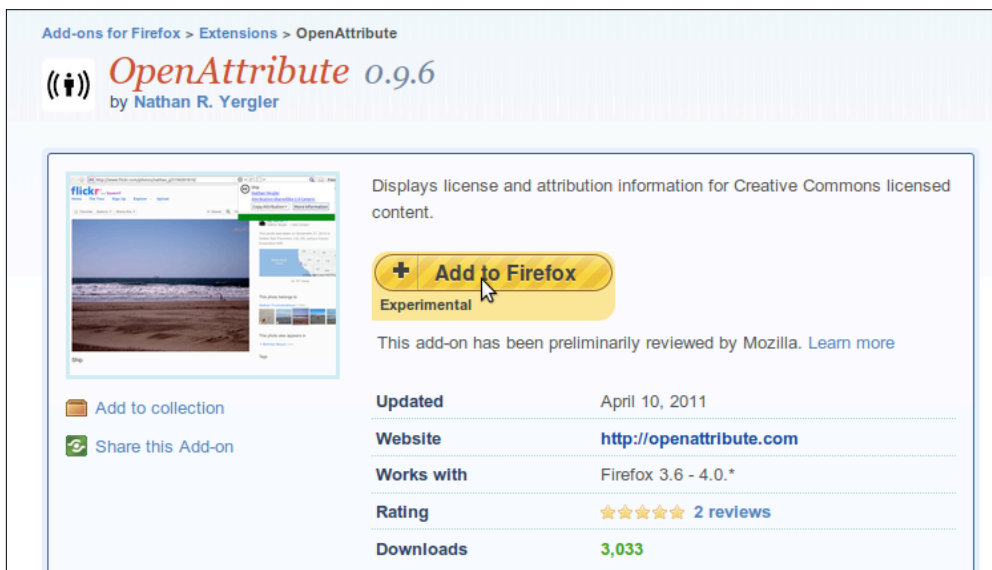 Add-ons for Firefox > Extensions > OpenAttribute
OpenAttribute 0.9.6
by Nathan R. Yergler
flickr
Displays license and attribution information for Creative Commons licensed
content.
Add to Firefox
Experimental
This add-on has been preliminarily reviewed by Mozilla. Learn more
Ship
Add to collection
Share this Add-on
Updated April 10, 2011
Website http://openattribute.com
Works with Firefox 3.6 - 4.0.*
Rating 2 reviews
Downloads 3,033